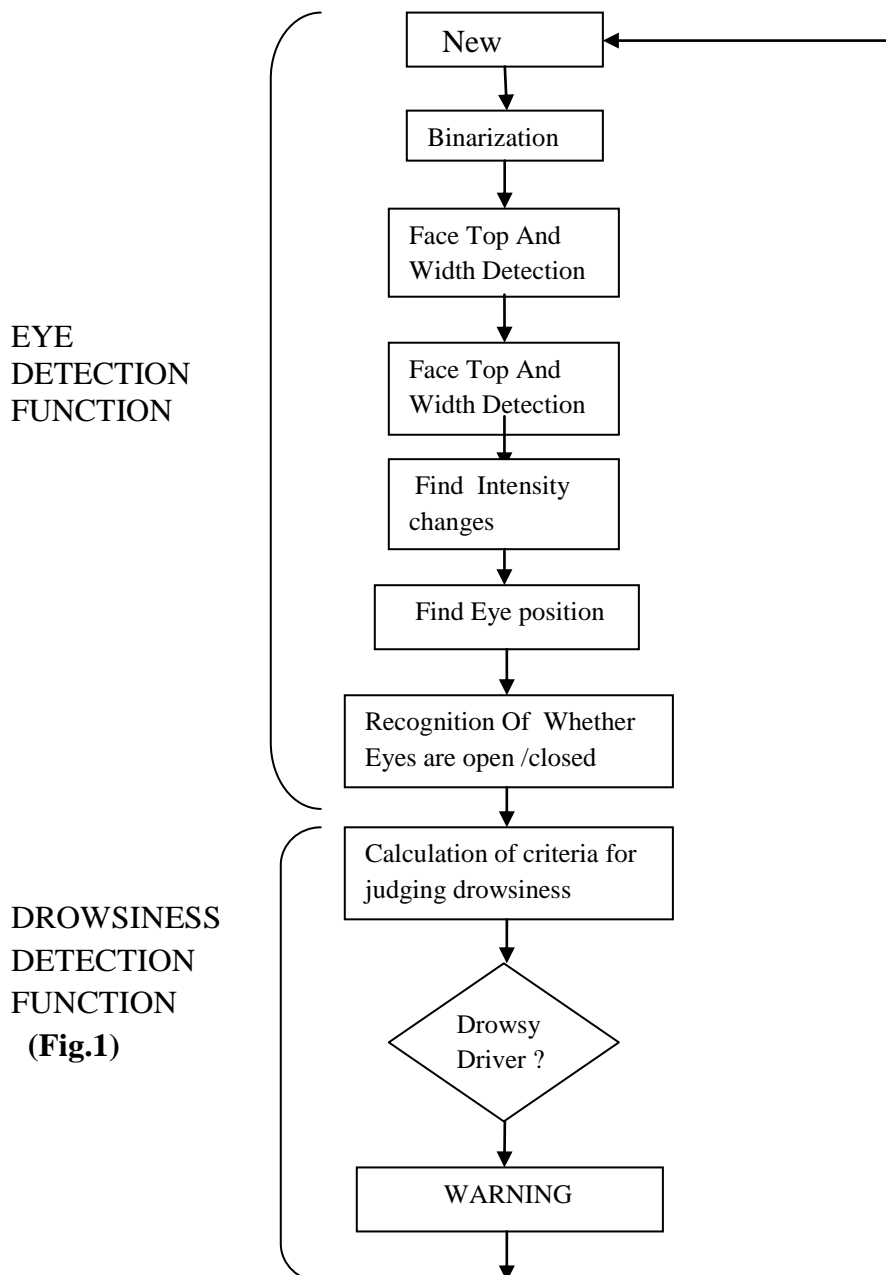 New
Binarization
Face Top And
Width Detection
Face Top And
Width Detection
Find Intensity
changes
Find Eye position
Recognition Of Whether
Eyes are open /closed
EYE
DETECTION
FUNCTION
Calculation of criteria for
judging drowsiness
Drowsy
Driver ?
WARNING
DROWSINESS
DETECTION
FUNCTION
(Fig.1)